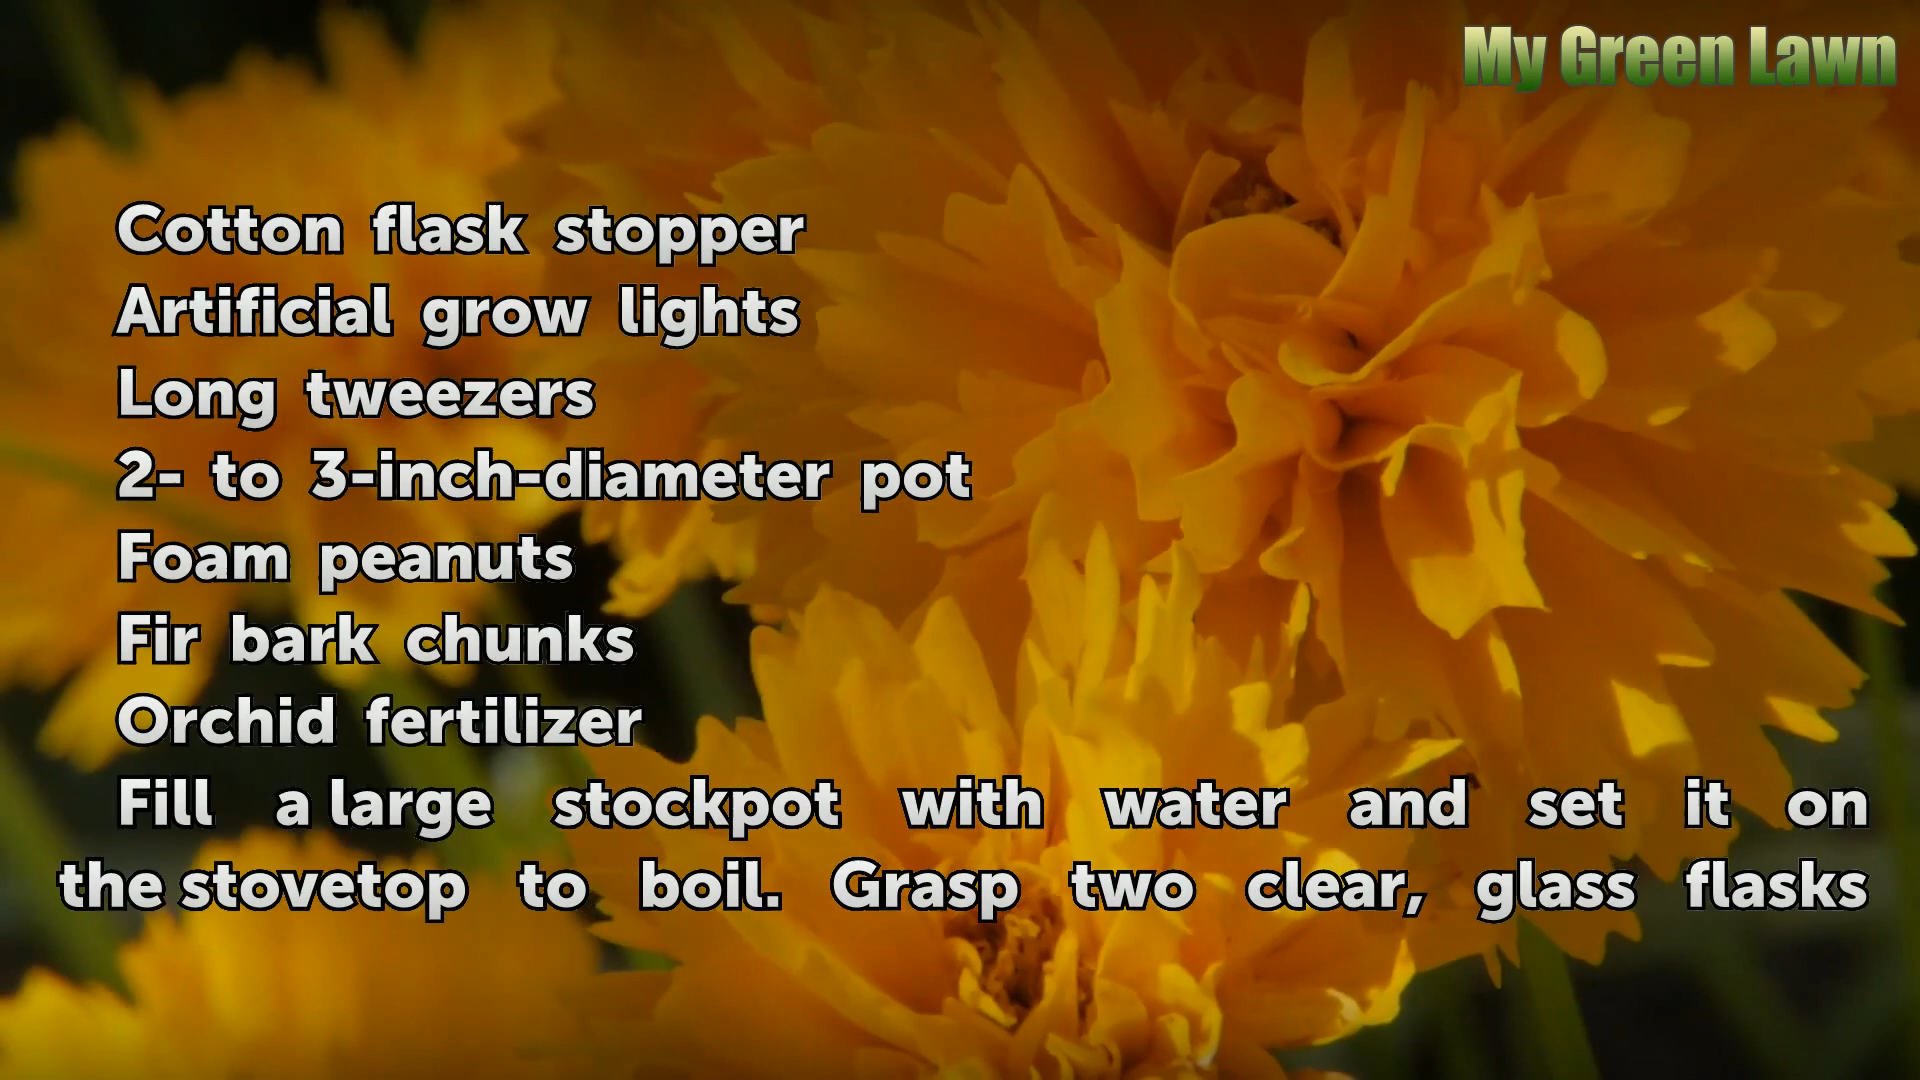 My Green Lawn
Cotton flask stopper
Artificial grow lights
Long tweezers
2- to 3-inch-diameter pot
Foam peanuts
Fir bark chunks
Orchid fertilizer
Fill a large stockpot with water and set it on
the stovetop to boil. Grasp two clear, glass flasks